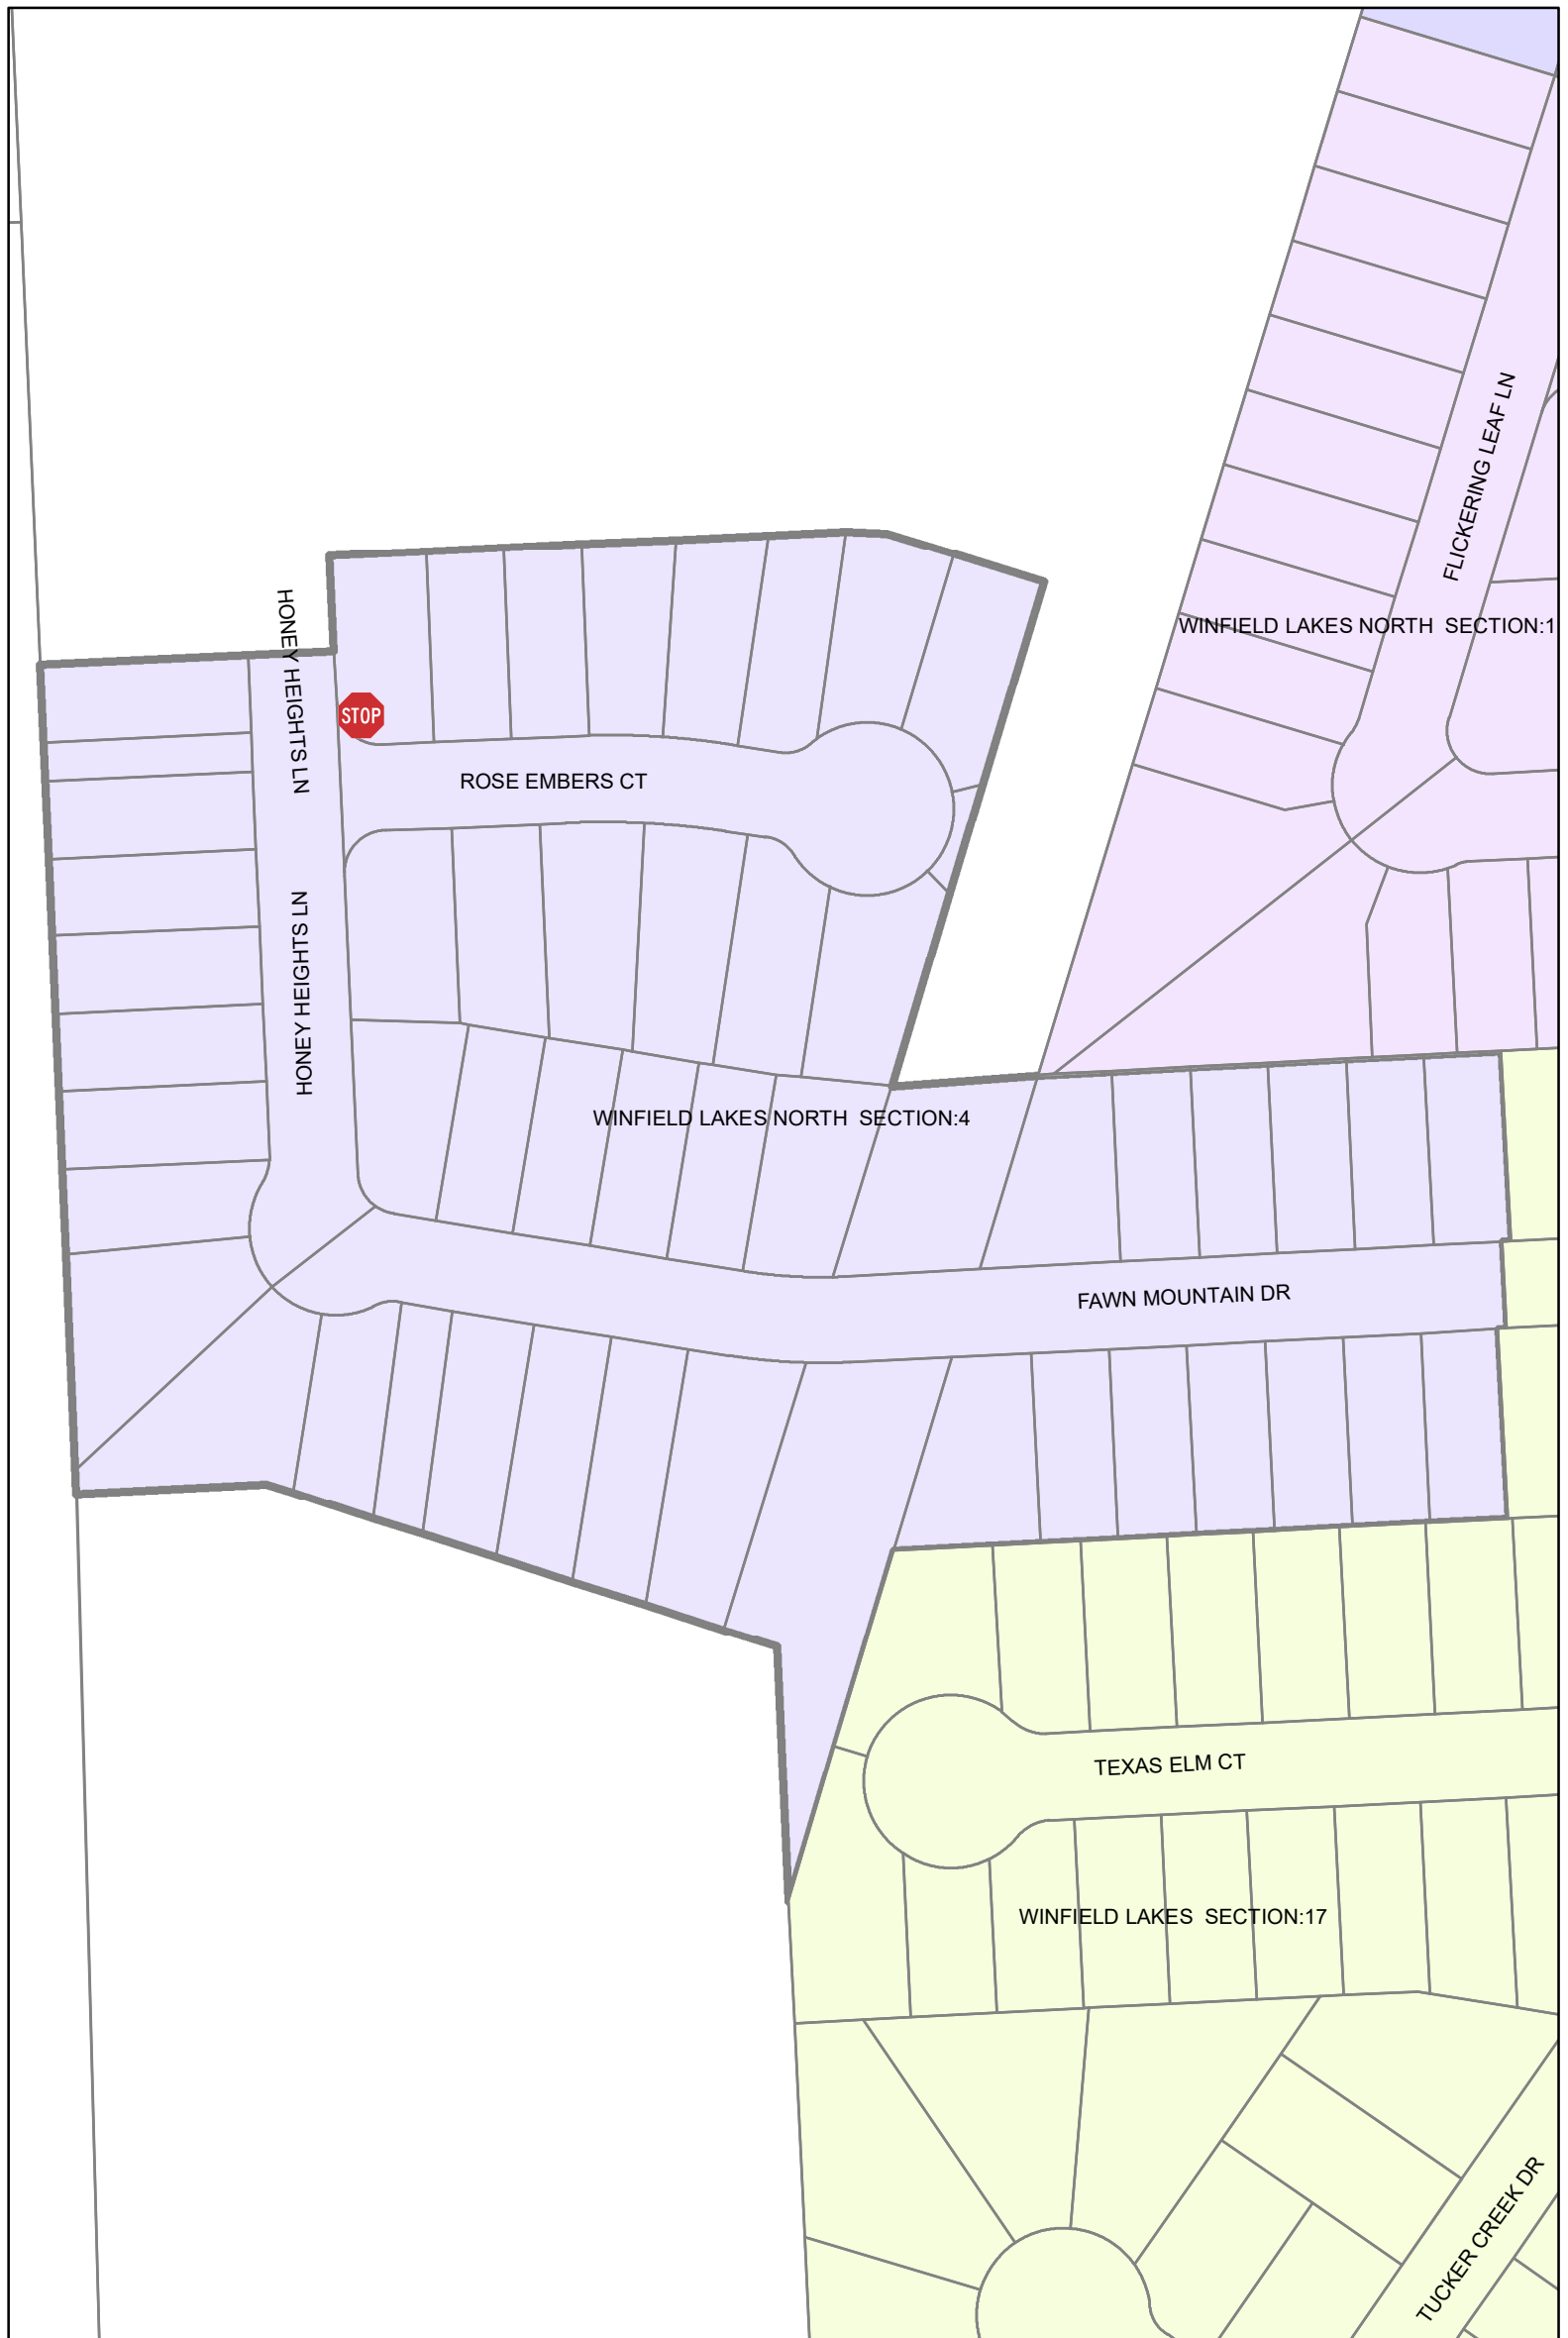 FLICKERING LEAF LN
WINFIELD LAKES NORTH  SECTION:1
HONEY HEIGHTS LN
STOP
ROSE EMBERS CT
HONEY HEIGHTS LN
WINFIELD LAKES NORTH  SECTION:4
FAWN MOUNTAIN DR
TEXAS ELM CT
WINFIELD LAKES  SECTION:17
TUCKER CREEK DR